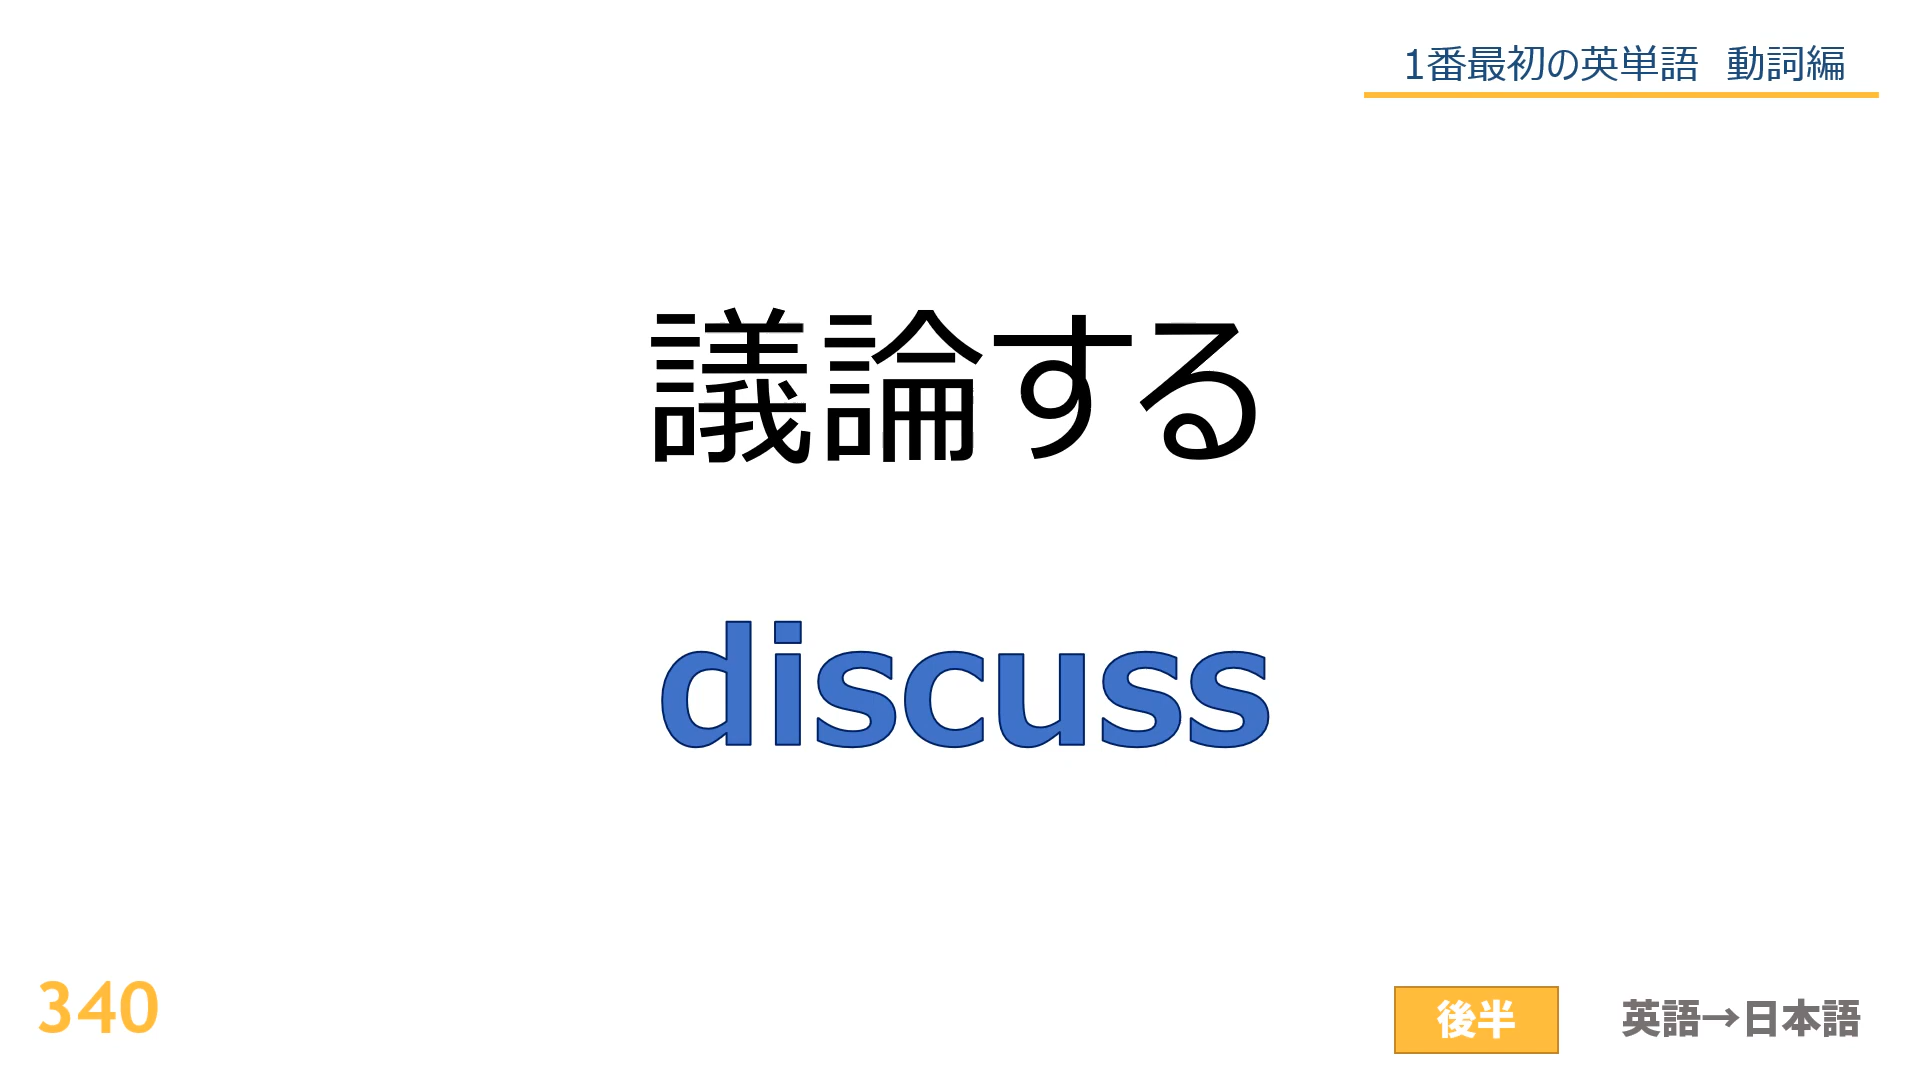 1番最初の英単語 動詞編
議論する
discuss
340
後半
英語→日本語